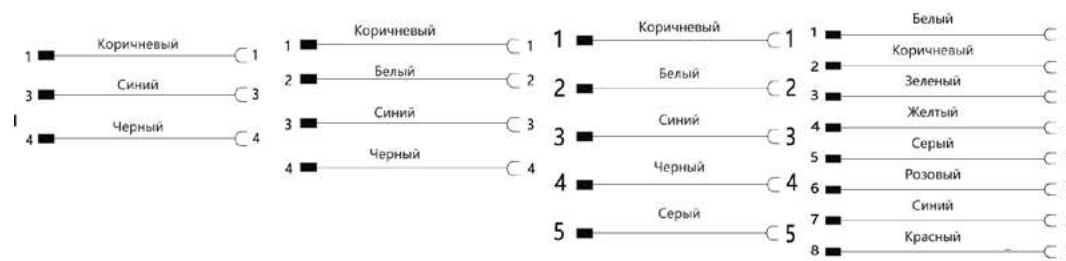 1 Коричневый 1
3 Синий 3
4 Черный 4
1 Коричневый 1
2 Белый 2
3 Синий 3
4 Черный 4
1 Коричневый 1
2 Белый 2
3 Синий 3
4 Черный 4
5 Серый 5
1 Белый
2 Коричневый
3 Зеленый
4 Желтый
5 Серый
6 Розовый
7 Синий
8 Красный